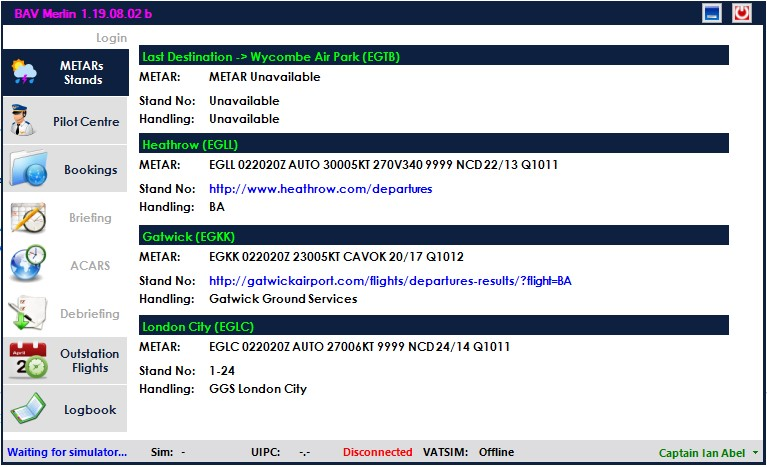 BAV Merlin 1.19.08.02 b
Login
METARs
Stands
Pilot Centre
Bookings
Briefing
ACARS
Debriefing
April
2
Outstation
Flights
Logbook
Last Destination -> Wycombe Air Park (EGTB)
METAR: METAR Unavailable
Stand No: Unavailable
Handling: Unavailable
Heathrow (EGLL)
METAR: EGLL 022020Z AUTO 30005KT 270V340 9999 NCD 22/13 Q1011
Stand No: http://www.heathrow.com/departures
Handling: BA
Gatwick (EGKK)
METAR: EGKK 022020Z 23005KT CAVOK 20/17 Q1012
Stand No: http://gatwickairport.com/flights/departures-results/?flight=BA
Handling: Gatwick Ground Services
London City (EGLC)
METAR: EGLC 022020Z AUTO 27006KT 9999 NCD 24/14 Q1011
Stand No: 1-24
Handling: GGS London City
Waiting for simulator... Sim: - UIPC: -.- Disconnected VATSIM: Offline Captain Ian Abel